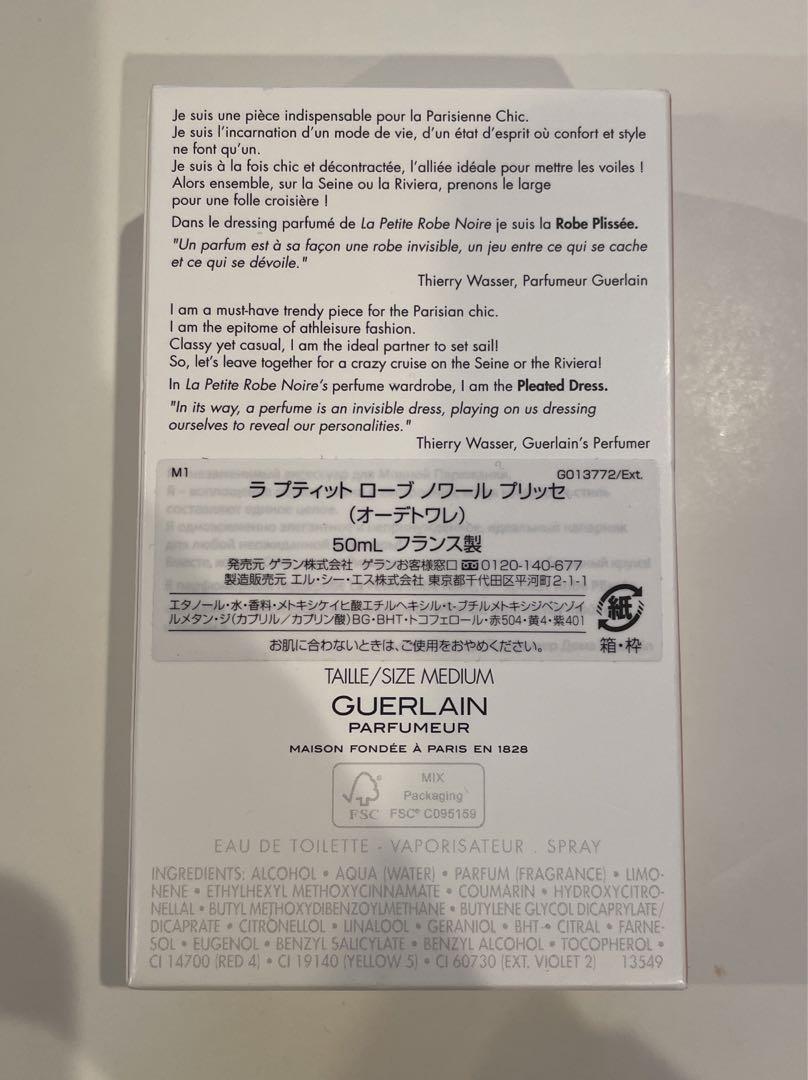 Je suis une pièce indispensable pour la Parisienne Chic.
Je suis l'incarnation d'un mode de vie, d'un état d'esprit où confort et style
ne font qu'un.
Je suis à la fois chic et décontractée, l'alliée idéale pour mettre les voiles !
Alors ensemble, sur la Seine ou la Riviera, prenons le large
pour une folle croisière !
Dans le dressing parfumé de La Petite Robe Noire je suis la Robe Plissée.
"Un parfum est à sa façon une robe invisible, un jeu entre ce qui se cache
et ce qui se dévoile."
Thierry Wasser, Parfumeur Guerlain
I am a must-have trendy piece for the Parisian chic.
I am the epitome of athleisure fashion.
Classy yet casual, I am the ideal partner to set sail!
So, let's leave together for a crazy cruise on the Seine or the Riviera!
In La Petite Robe Noire's perfume wardrobe, I am the Pleated Dress.
"In its way, a perfume is an invisible dress, playing on us dressing
ourselves to reveal our personalities."
Thierry Wasser, Guerlain's Perfumer
M1 G013772/Ext.
ラ プティット ローブ ノワール プリッセ
(オーデトワレ)
50mL フランス製
発売元 ゲラン株式会社 ゲランお客様窓口 0120-140-677
製造販売元 エル・シー・エス株式会社 東京都千代田区平河町2-1-1
エタノール・水・香料・メトキシケイヒ酸エチルヘキシル・t-ブチルメトキシジベンゾイ
ルメタン・ジ(カプリル/カプリン酸)BG・BHT・トコフェロール・赤504・黄4・紫401
紙
お肌に合わないときは、ご使用をおやめください。 箱・枠
TAILLE/SIZE MEDIUM
GUERLAIN
PARFUMEUR
MAISON FONDÉE À PARIS EN 1828
MIX
Packaging
FSC FSC® C095159
EAU DE TOILETTE - VAPORISATEUR . SPRAY
INGREDIENTS: ALCOHOL • AQUA (WATER) • PARFUM (FRAGRANCE) • LIMO-
NENE • ETHYLHEXYL METHOXYCINNAMATE • COUMARIN • HYDROXYCITRO-
NELLAL • BUTYL METHOXYDIBENZOYLMETHANE • BUTYLENE GLYCOL DICAPRYLATE/
DICAPRATE • CITRONELLOL • LINALOOL • GERANIOL • BHT • CITRAL • FARNE-
SOL • EUGENOL • BENZYL SALICYLATE • BENZYL ALCOHOL • TOCOPHEROL •
CI 14700 (RED 4) • CI 19140 (YELLOW 5) • CI 60730 (EXT. VIOLET 2) 13549